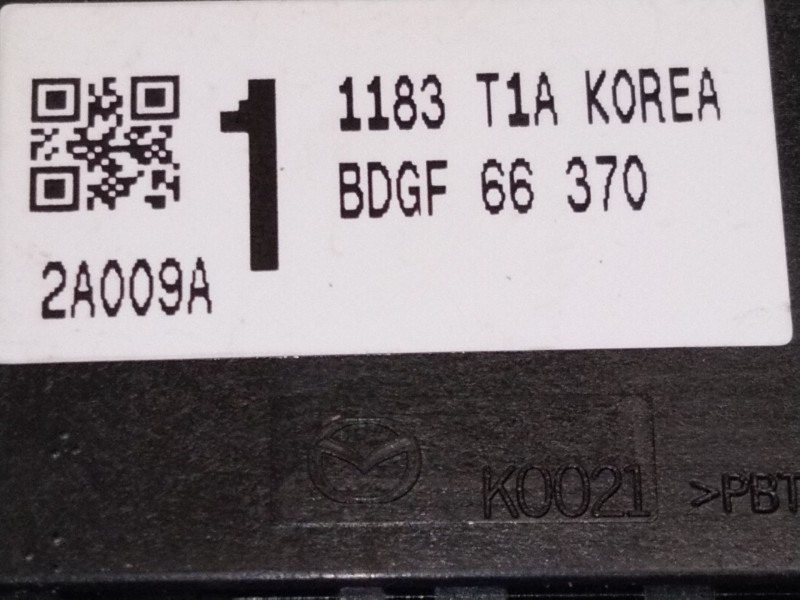 1
1183 T1A KOREA
BDGF 66 370
2A009A
K0021
>PBT